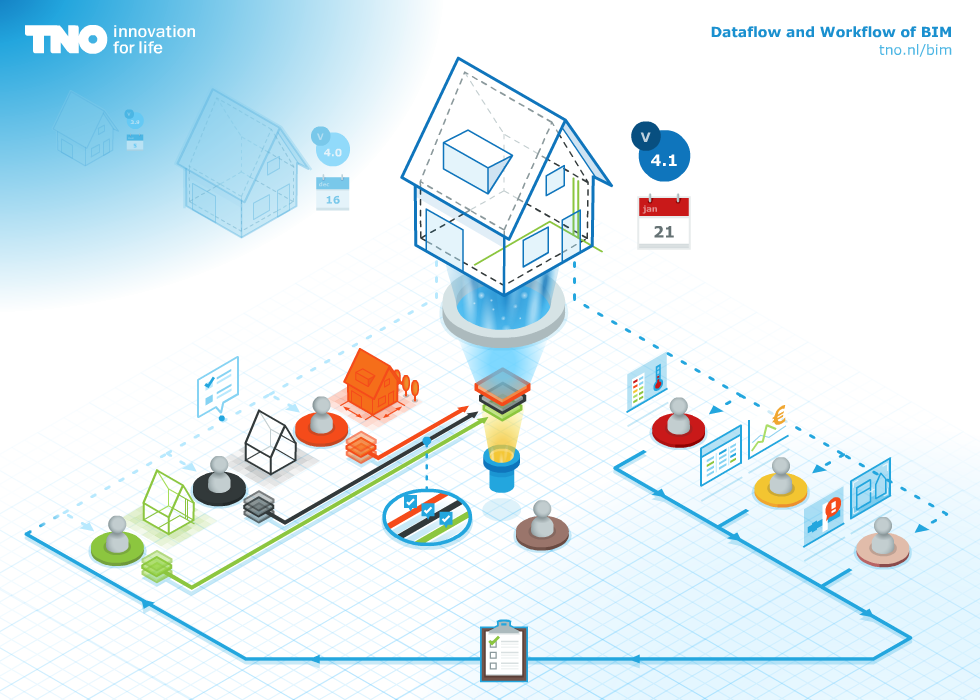 TNO innovation
for life
Dataflow and Workflow of BIM
tno.nl/bim
V
4.0
dec
16
V
4.1
jan
21
€